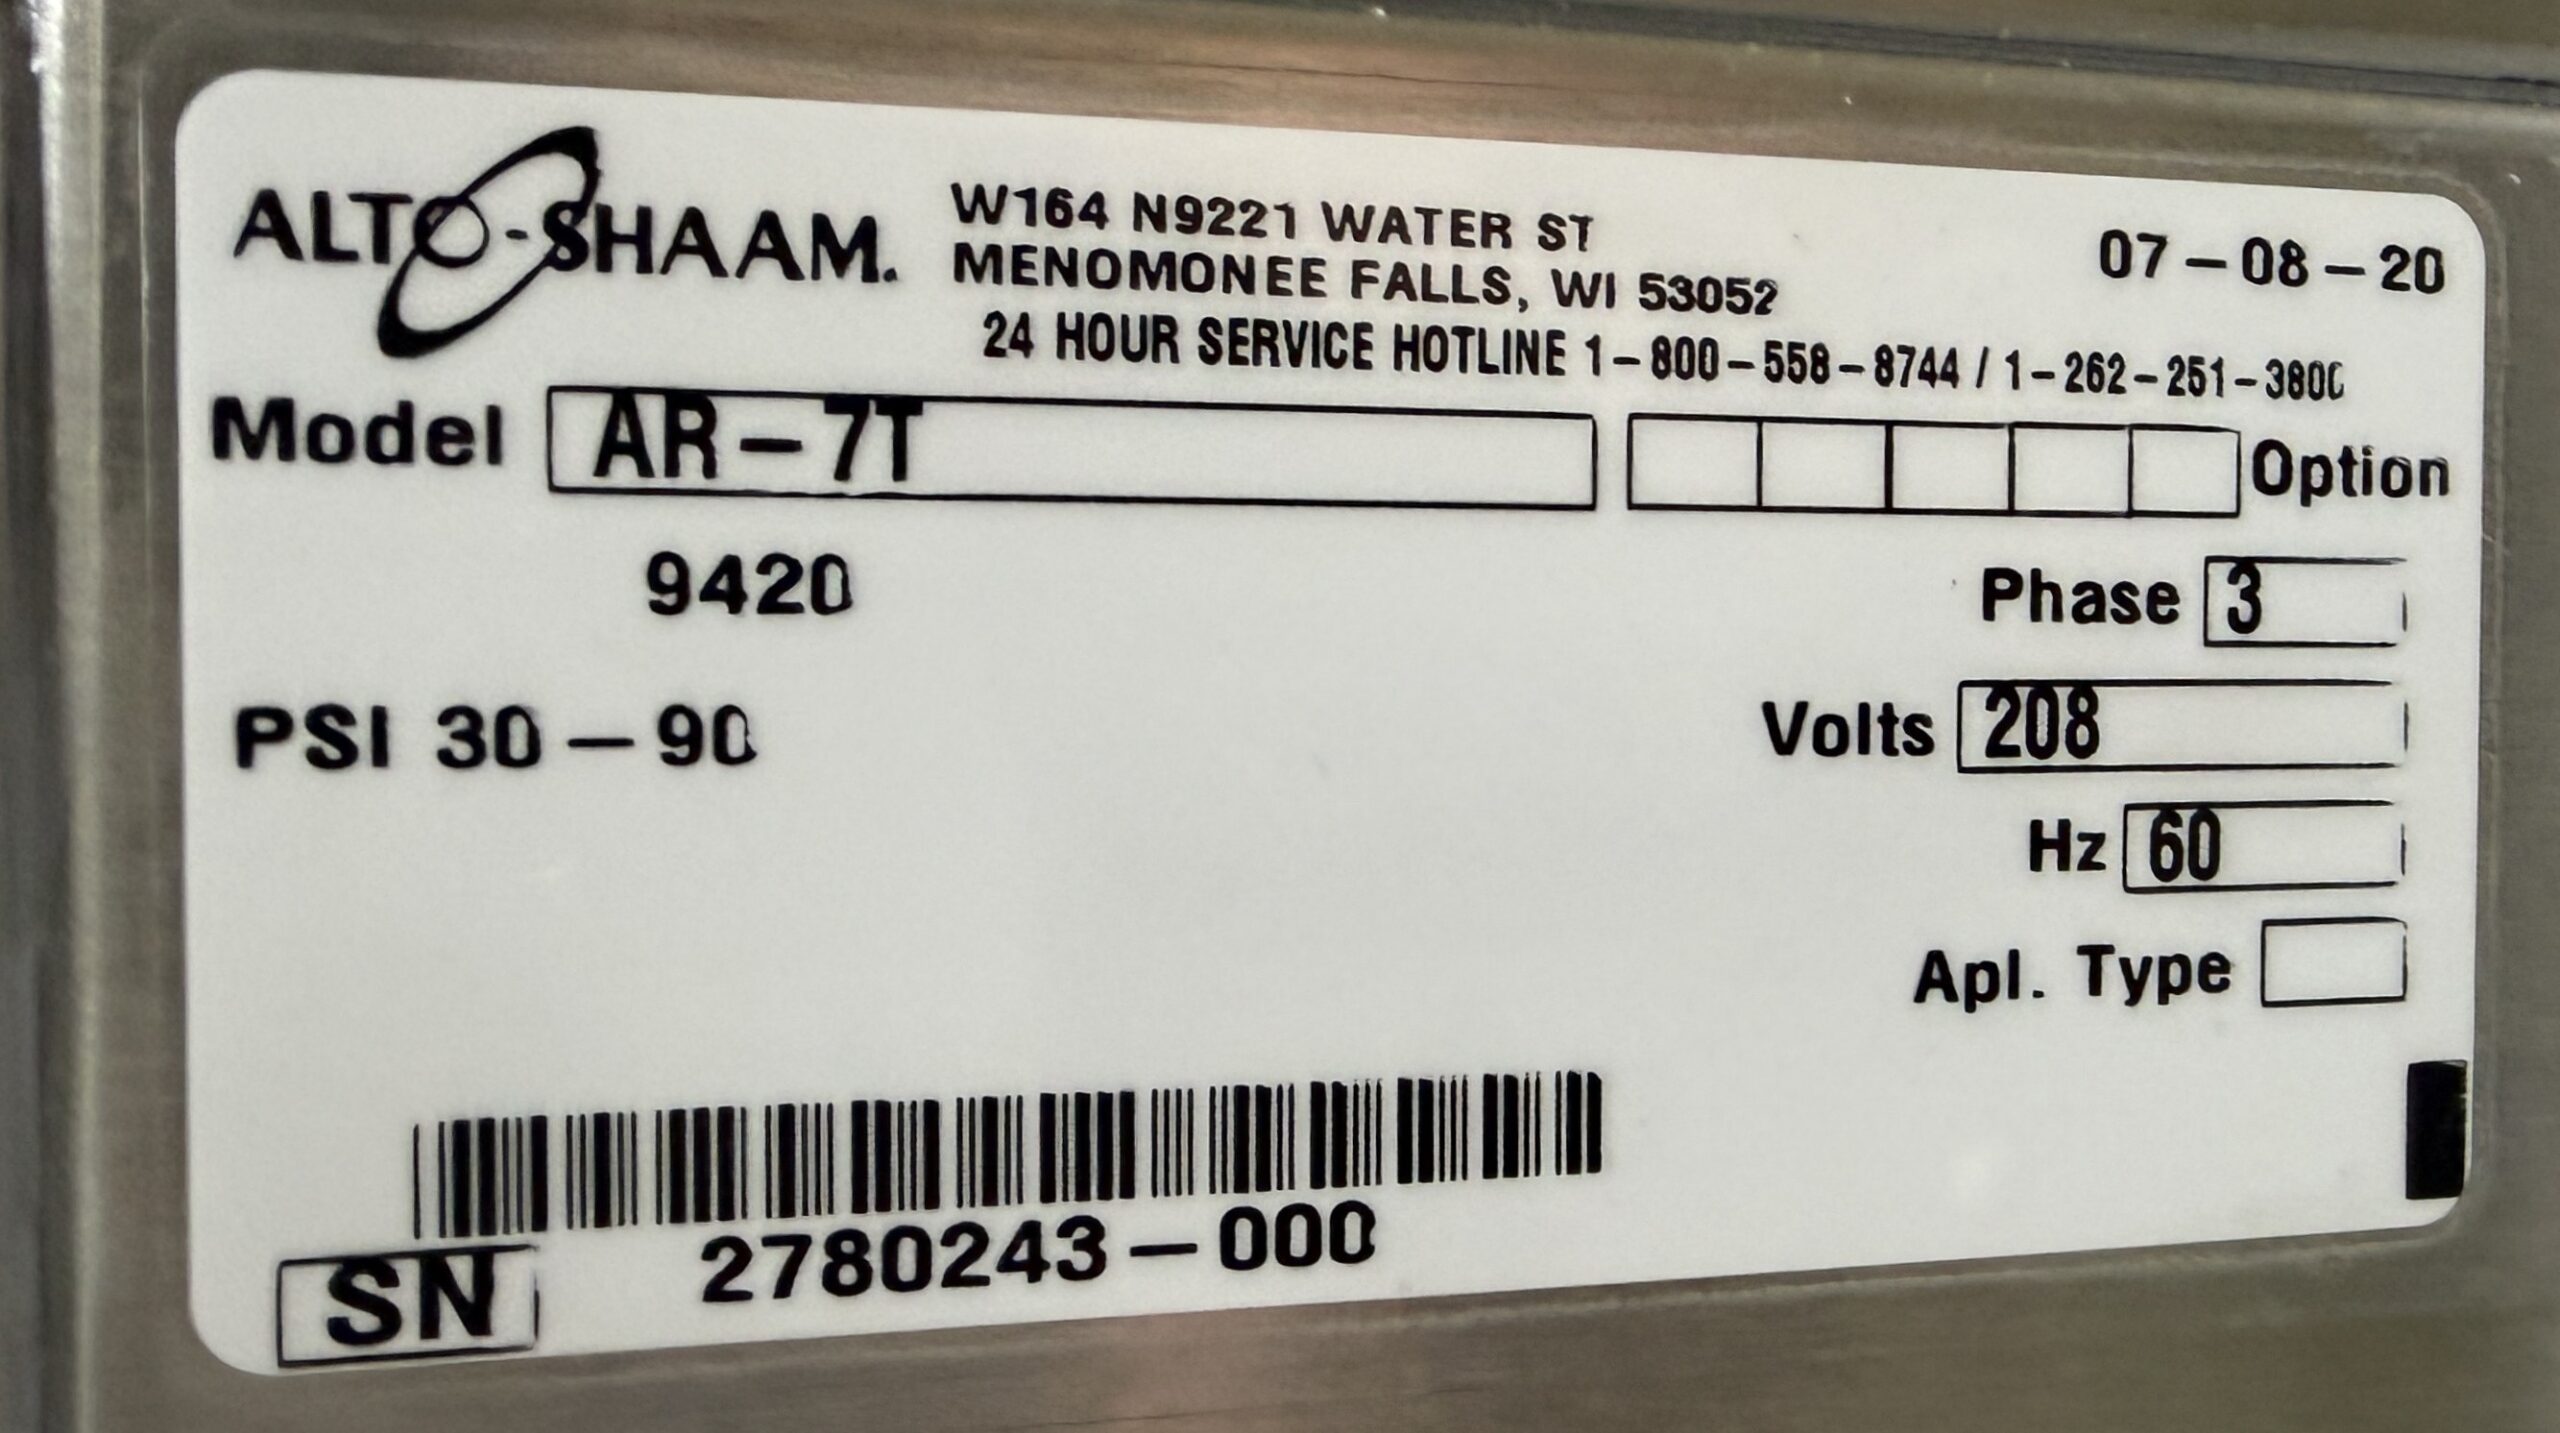 ALTO-SHAAM.
W164 N9221 WATER ST
MENOMONEE FALLS, WI 53052
07-08-20
24 HOUR SERVICE HOTLINE 1-800-558-8744 / 1-262-251-3800
Model AR-7T Option
9420
Phase 3
PSI 30-90
Volts 208
Hz 60
Apl. Type
2780243-000
SN